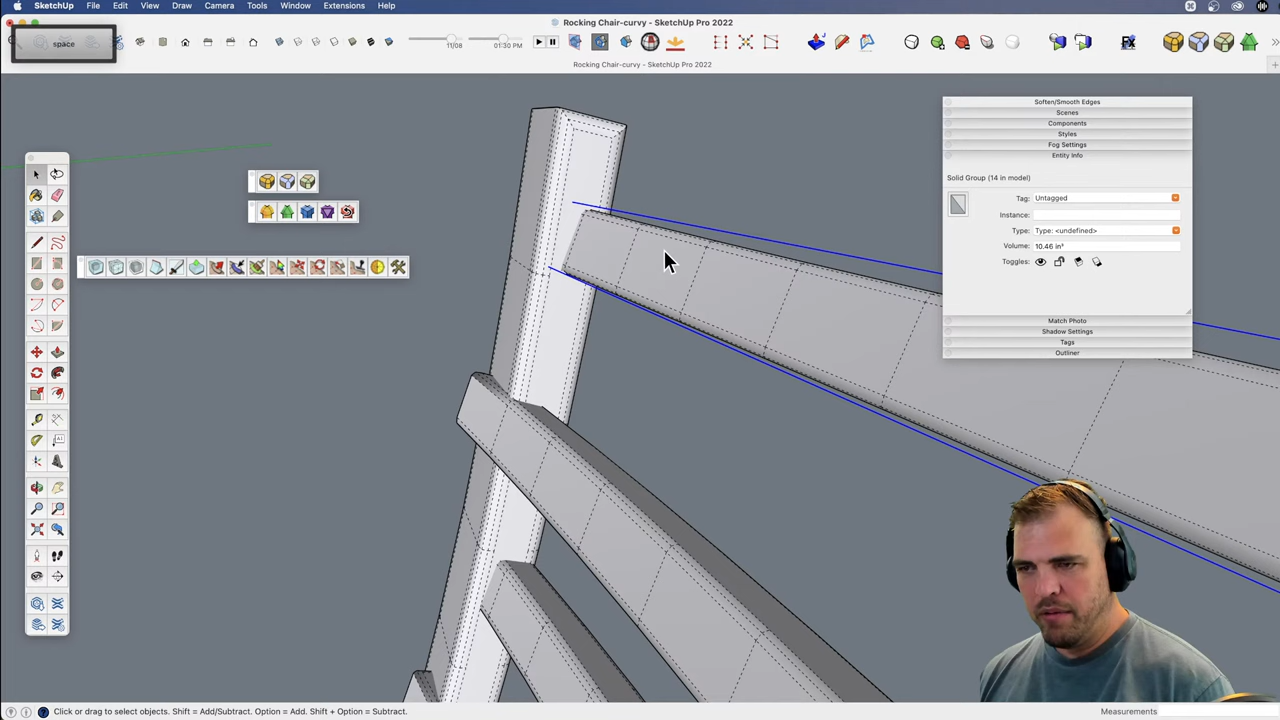 SketchUp File Edit View Draw Camera Tools Window Extensions Help
Rocking Chair-curvy - SketchUp Pro 2022
space
11/08
01:30 PM
Rocking Chair-curvy - SketchUp Pro 2022
Soften/Smooth Edges
Scenes
Components
Styles
Fog Settings
Entity Info
Solid Group (14 in model)
Tag: Untagged
Instance:
Type: Type: <undefined>
Volume: 10.46 in³
Toggles:
Match Photo
Shadow Settings
Tags
Outliner
Click or drag to select objects. Shift = Add/Subtract. Option = Add. Shift + Option = Subtract.
Measurements